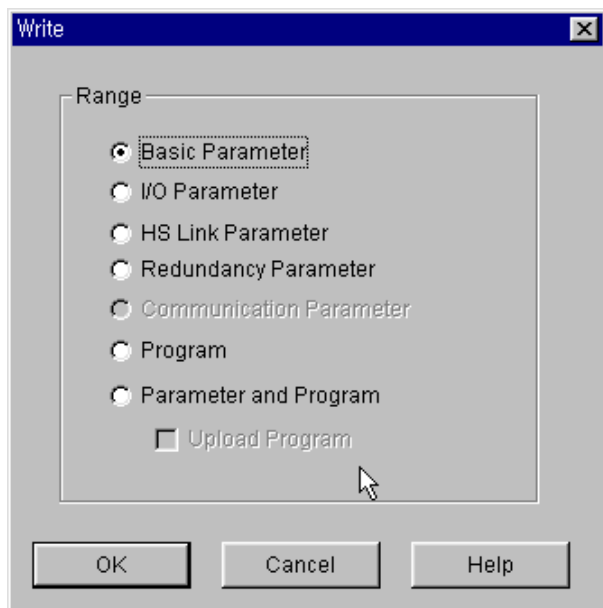 Write
Range
Basic Parameter
I/O Parameter
HS Link Parameter
Redundancy Parameter
Communication Parameter
Program
Parameter and Program
Upload Program
OK Cancel Help